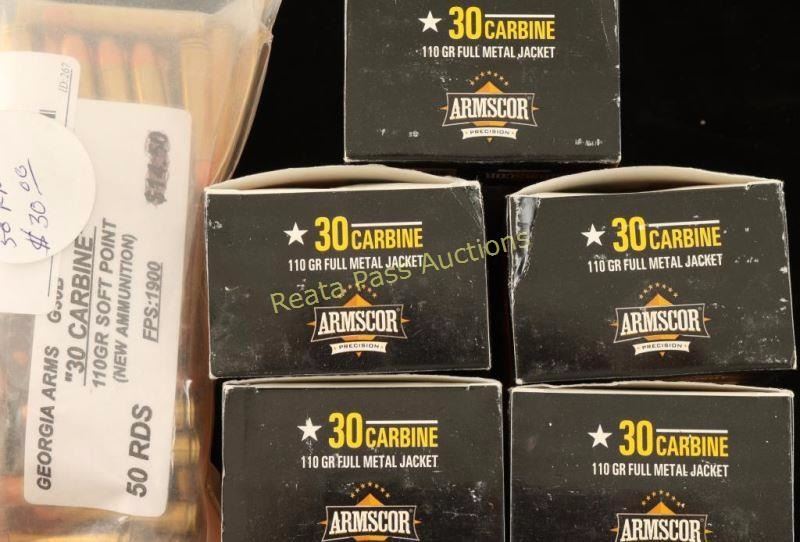 ID:267
50
$30.00
GEORGIA ARMS
"30 CARBINE"
110GR SOFT POINT
(NEW AMMUNITION)
50 RDS
FPS:1900
30 CARBINE
110 GR FULL METAL JACKET
ARMSCOR
PRECISION
30 CARBINE
110 GR FULL METAL JACKET
ARMSCOR
PRECISION
30 CARBINE
110 GR FULL METAL JACKET
ARMSCOR
PRECISION
Reata Pass Auctions
30 CARBINE
110 GR FULL METAL JACKET
ARMSCOR
30 CARBINE
110 GR FULL METAL JACKET
ARMSCOR